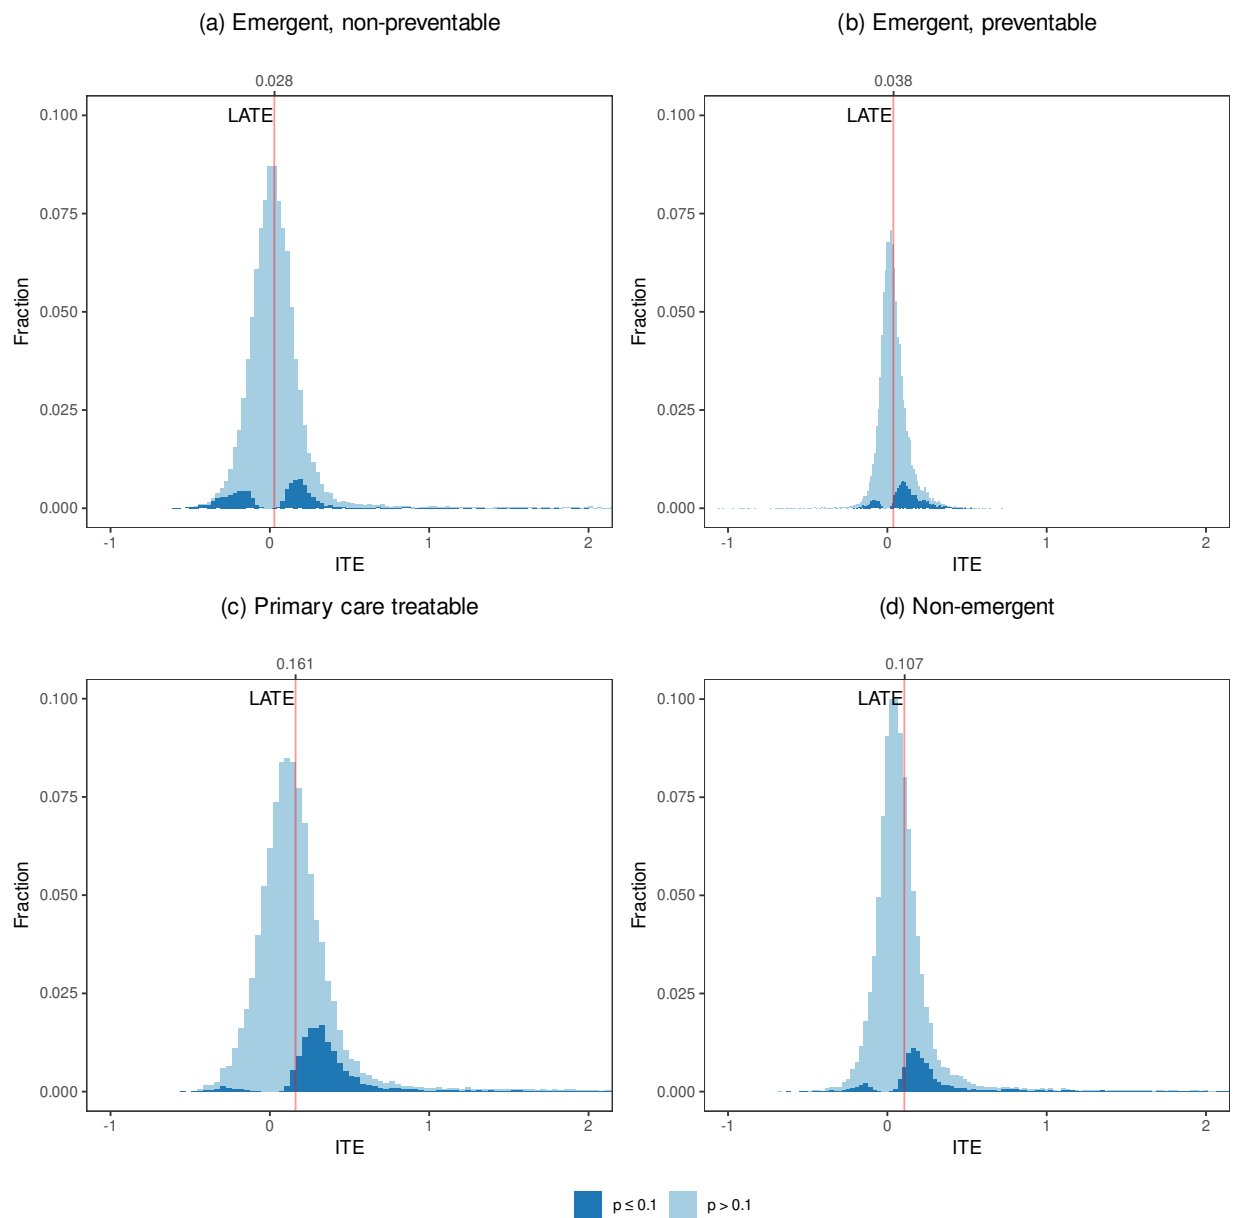 (a) Emergent, non-preventable
0.028
LATE
0.100
0.075
0.050
0.025
0.000
Fraction
-1 0 1 2
ITE
(b) Emergent, preventable
0.038
LATE
0.100
0.075
0.050
0.025
0.000
Fraction
-1 0 1 2
ITE
(c) Primary care treatable
0.161
LATE
0.100
0.075
0.050
0.025
0.000
Fraction
-1 0 1 2
ITE
(d) Non-emergent
0.107
LATE
0.100
0.075
0.050
0.025
0.000
Fraction
-1 0 1 2
ITE
p ≤ 0.1 p > 0.1